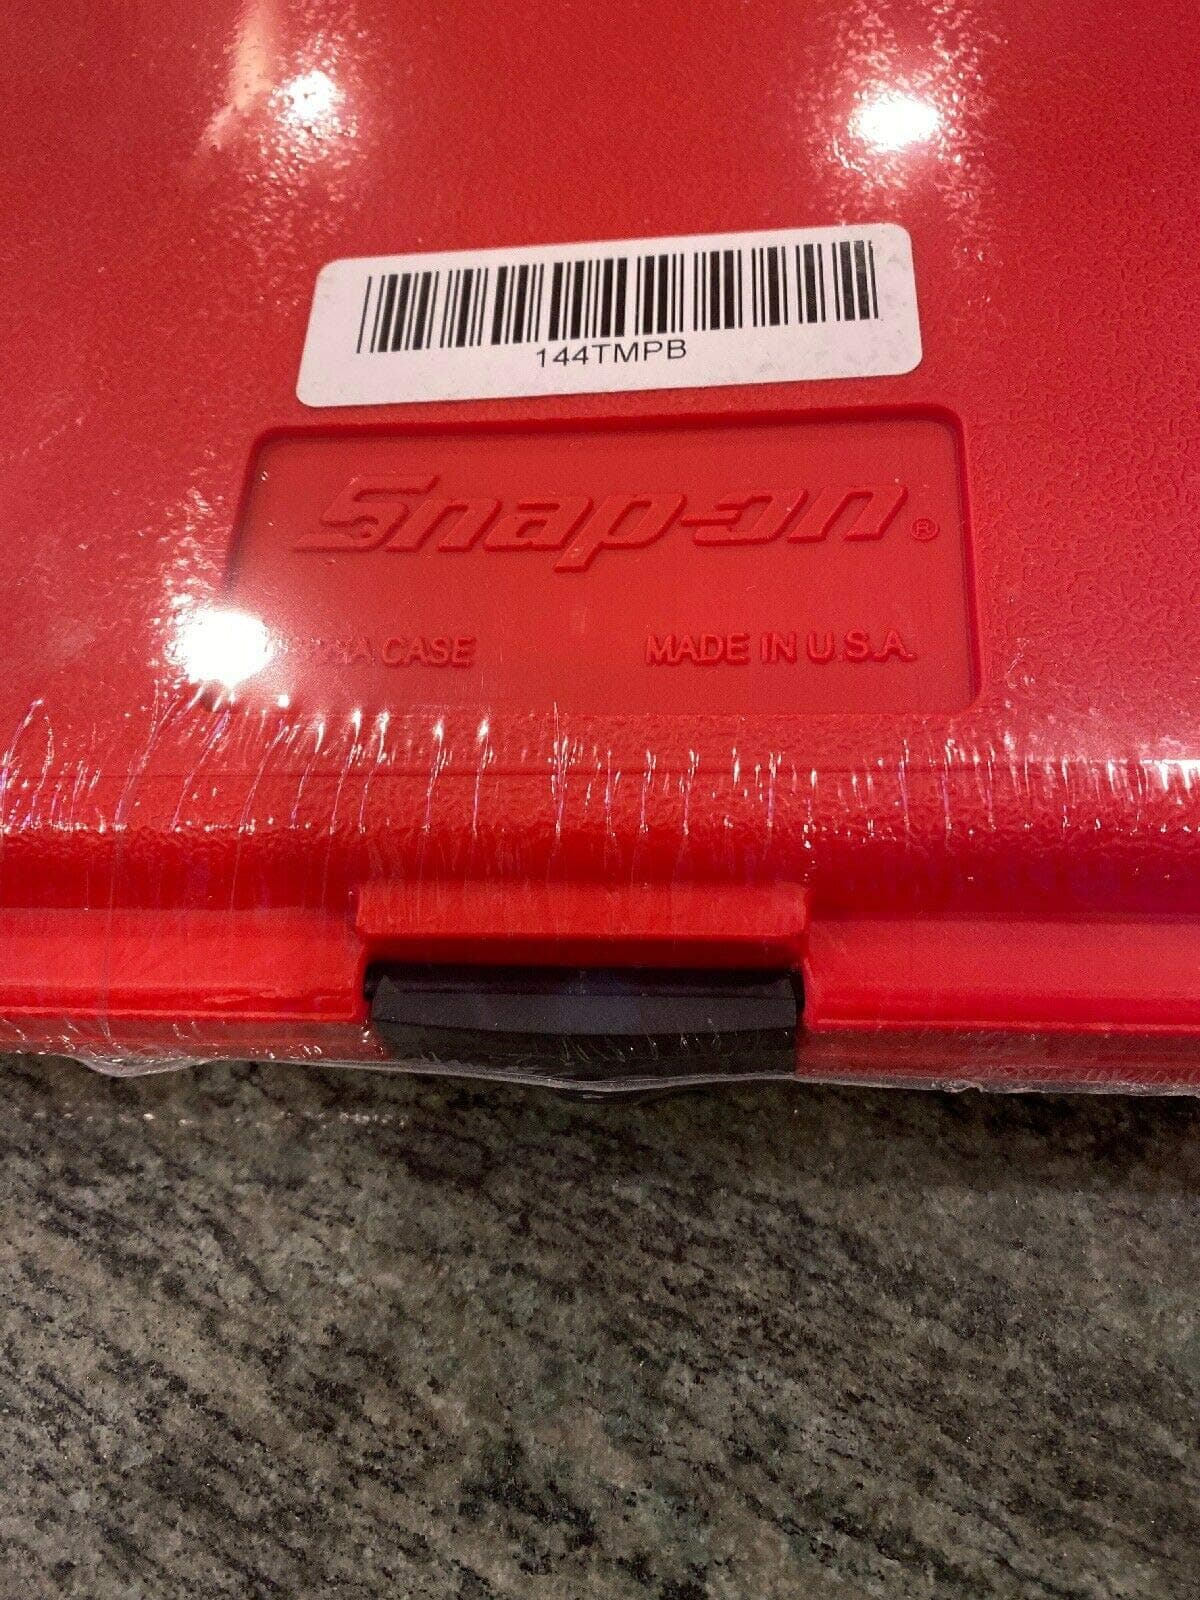 144TMPB
Snap-on®
CASE MADE IN U.S.A.